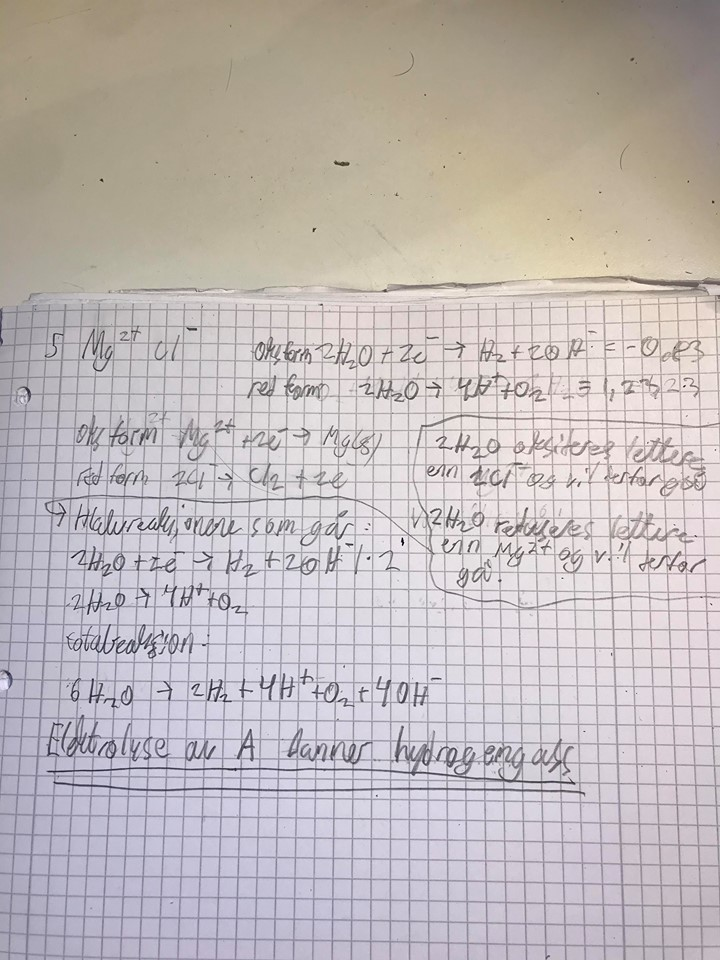 5 Mg²⁺ Cl⁻ oks form 2H₂O + 2e⁻ → H₂ + 2OH⁻ = -0,83
red form 2H₂O → 4H⁺ + O₂ = 1,23
oks form Mg²⁺ + 2e⁻ → Mg(s)
red form 2Cl⁻ → Cl₂ + 2e⁻
2H₂O oksideres lettere
enn 2Cl⁻ og vil derfor gå
2H₂O reduseres lettere
enn Mg²⁺ og vil derfor
gå.
→ Halvreaksjonene som går:
2H₂O + 2e⁻ → H₂ + 2OH⁻ |·2
2H₂O → 4H⁺ + O₂
totalreaksjon:
6H₂O → 2H₂ + 4H⁺ + O₂ + 4OH⁻
Elektrolyse av A danner hydrogengass